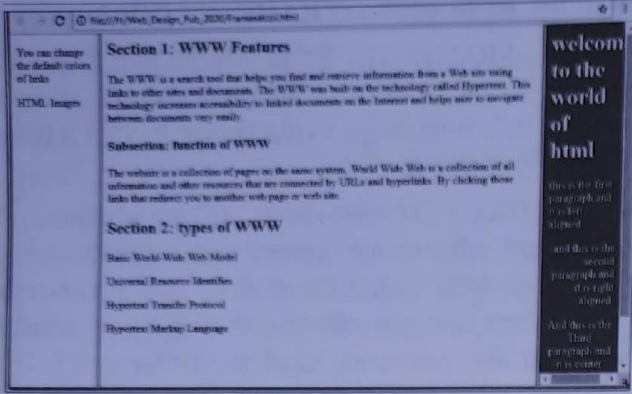 file:///H:/Web_Design_Pub_2020/Framesetcol.html
You can change
the default colors
of links
HTML Images
Section 1: WWW Features
The WWW is a search tool that helps you find and retrieve information from a Web site using
links to other sites and documents. The WWW was built on the technology called Hypertext. This
technology increases accessibility to linked documents on the Internet and helps user to navigate
between documents very easily.
Subsection: function of WWW
The website is a collection of pages on the same system. World Wide Web is a collection of all
information and other resources that are connected by URLs and hyperlinks. By clicking those
links that redirect you to another web page or web site.
Section 2: types of WWW
Basic World-Wide Web Model
Universal Resource Identifies
Hypertext Transfer Protocol
Hypertext Markup Language
welcom
to the
world
of
html
this is the first
paragraph and
it is left
aligned
and this is the
second
paragraph and
it is right
aligned
And this is the
Third
paragraph and
it is center